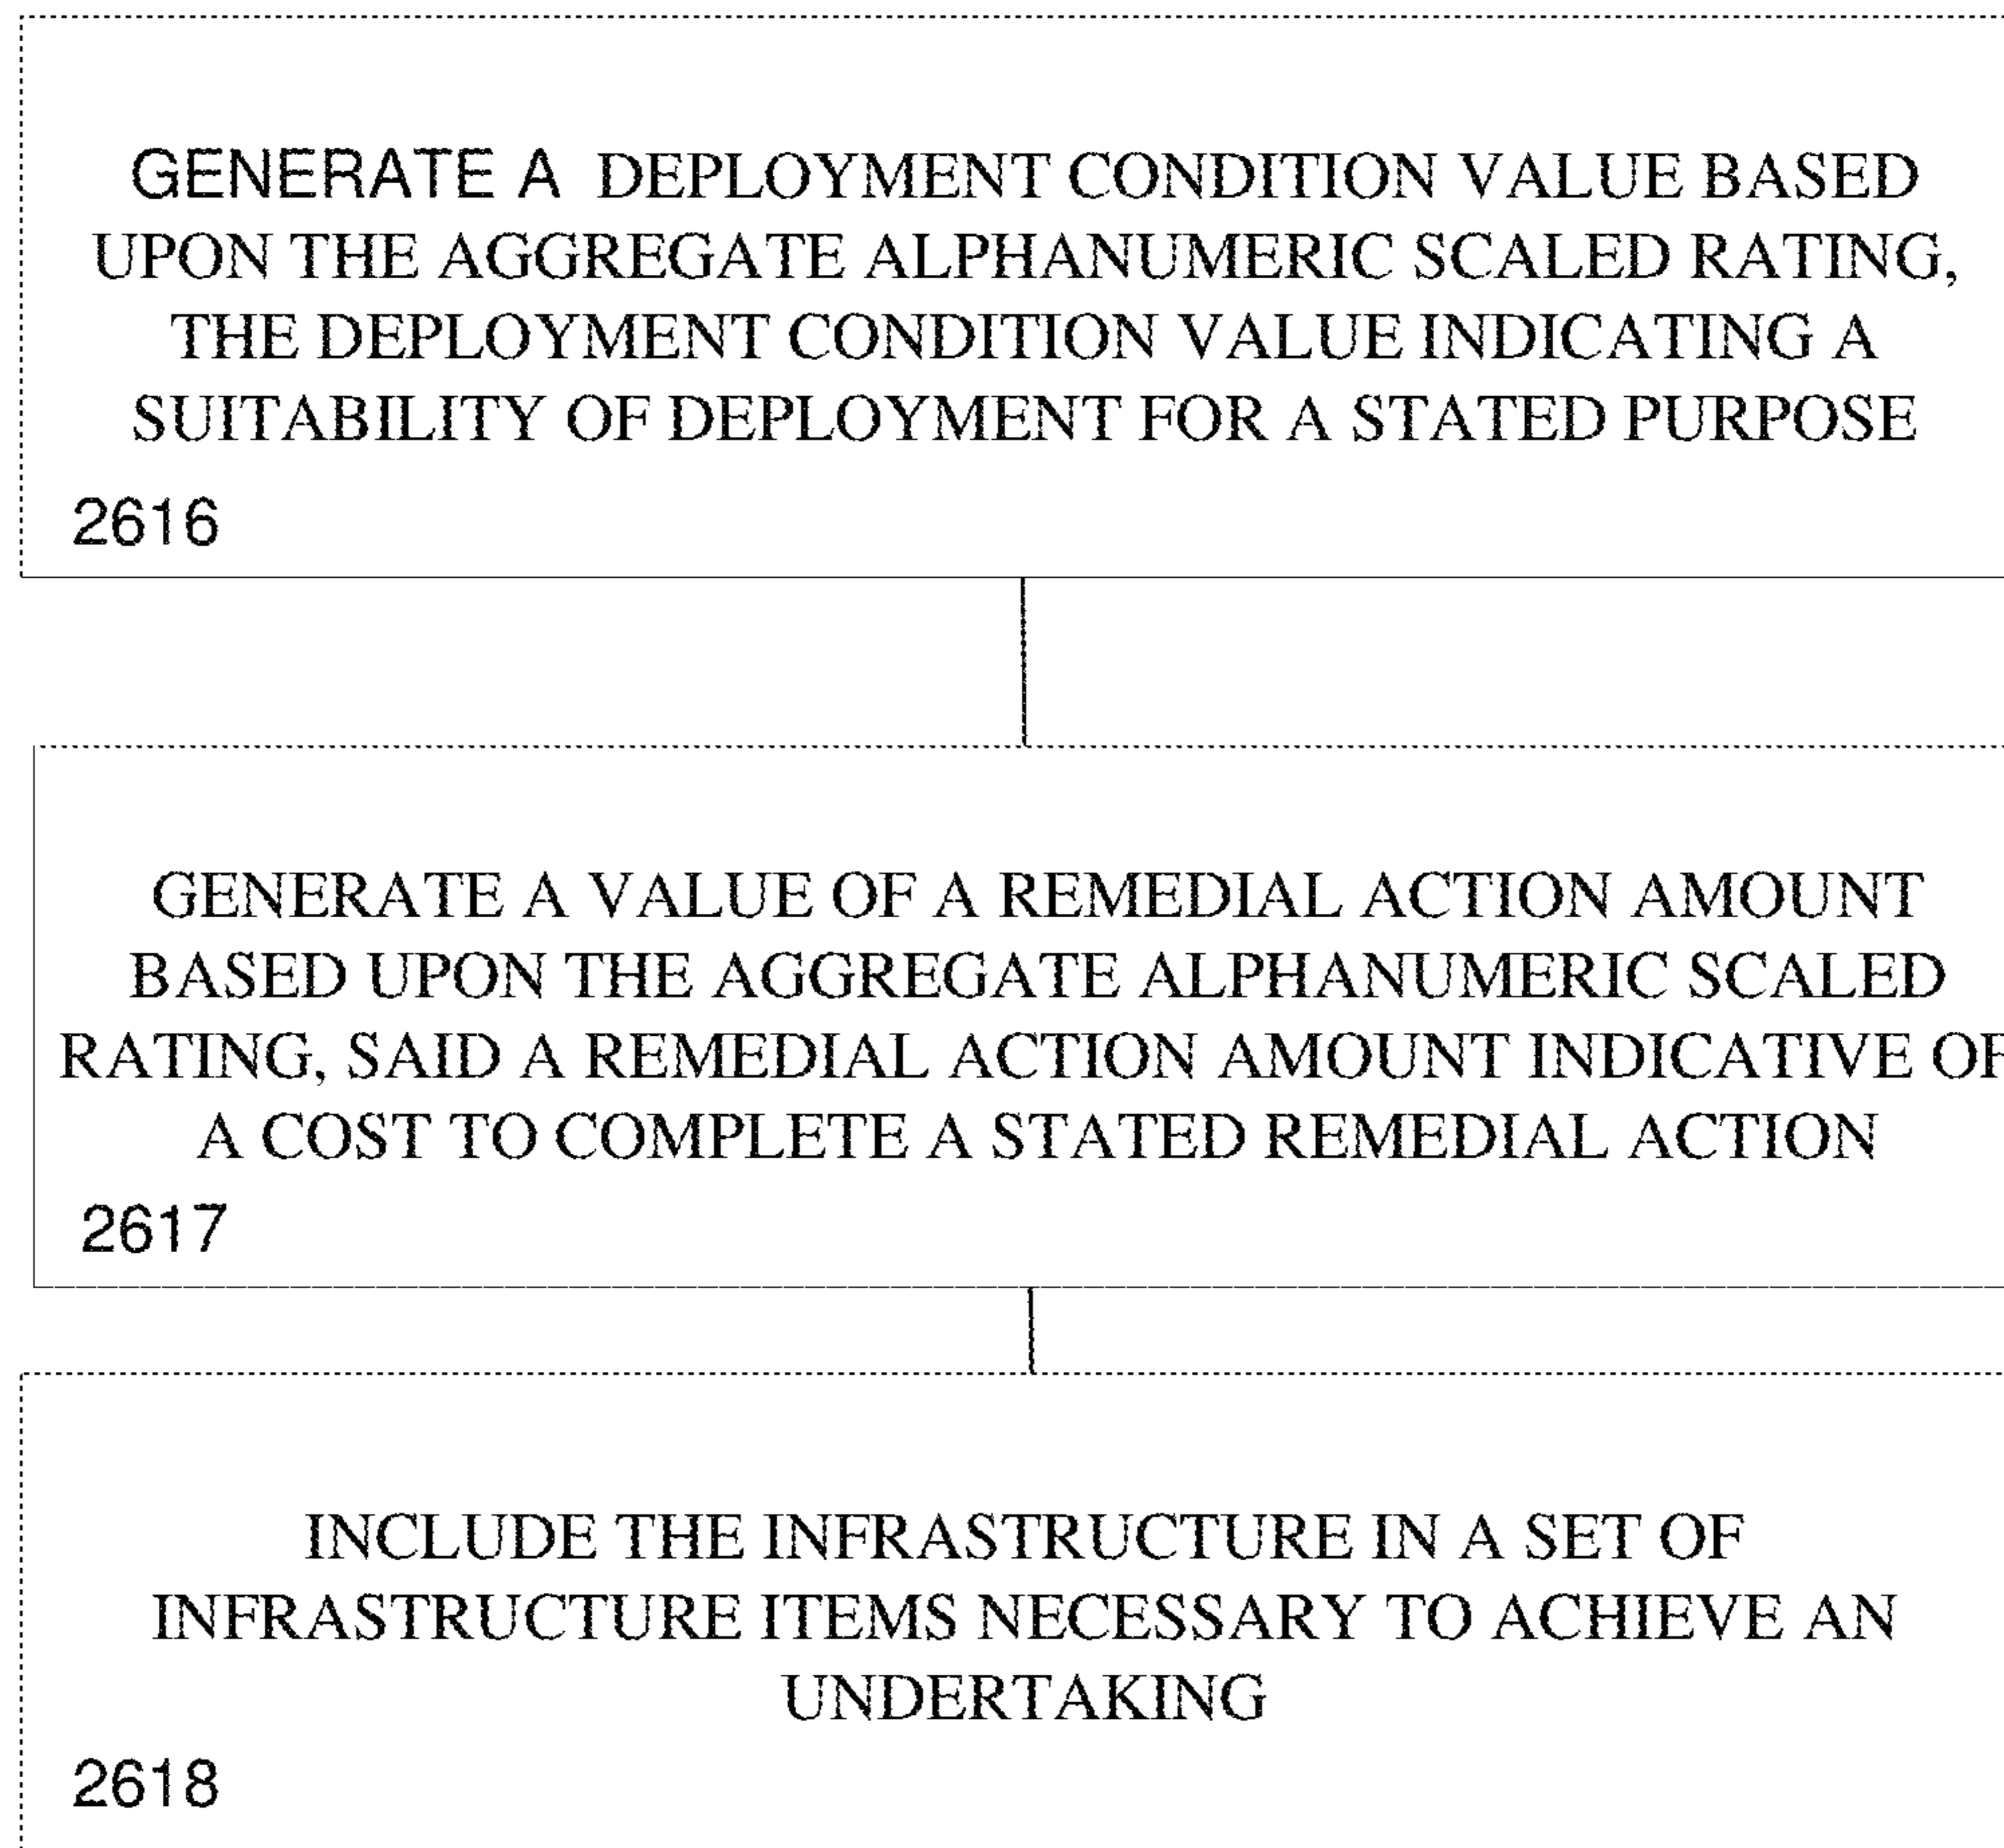 GENERATE A DEPLOYMENT CONDITION VALUE BASED
UPON THE AGGREGATE ALPHANUMERIC SCALED RATING,
THE DEPLOYMENT CONDITION VALUE INDICATING A
SUITABILITY OF DEPLOYMENT FOR A STATED PURPOSE
2616
GENERATE A VALUE OF A REMEDIAL ACTION AMOUNT
BASED UPON THE AGGREGATE ALPHANUMERIC SCALED
RATING, SAID A REMEDIAL ACTION AMOUNT INDICATIVE OF
A COST TO COMPLETE A STATED REMEDIAL ACTION
2617
INCLUDE THE INFRASTRUCTURE IN A SET OF
INFRASTRUCTURE ITEMS NECESSARY TO ACHIEVE AN
UNDERTAKING
2618